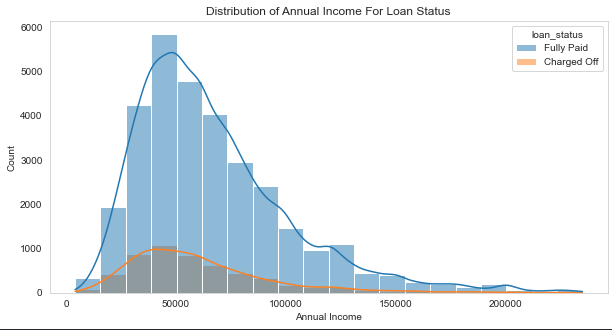 Distribution of Annual Income For Loan Status
loan_status
Fully Paid
Charged Off
Count
6000
5000
4000
3000
2000
1000
0
0
50000
100000
150000
200000
Annual Income